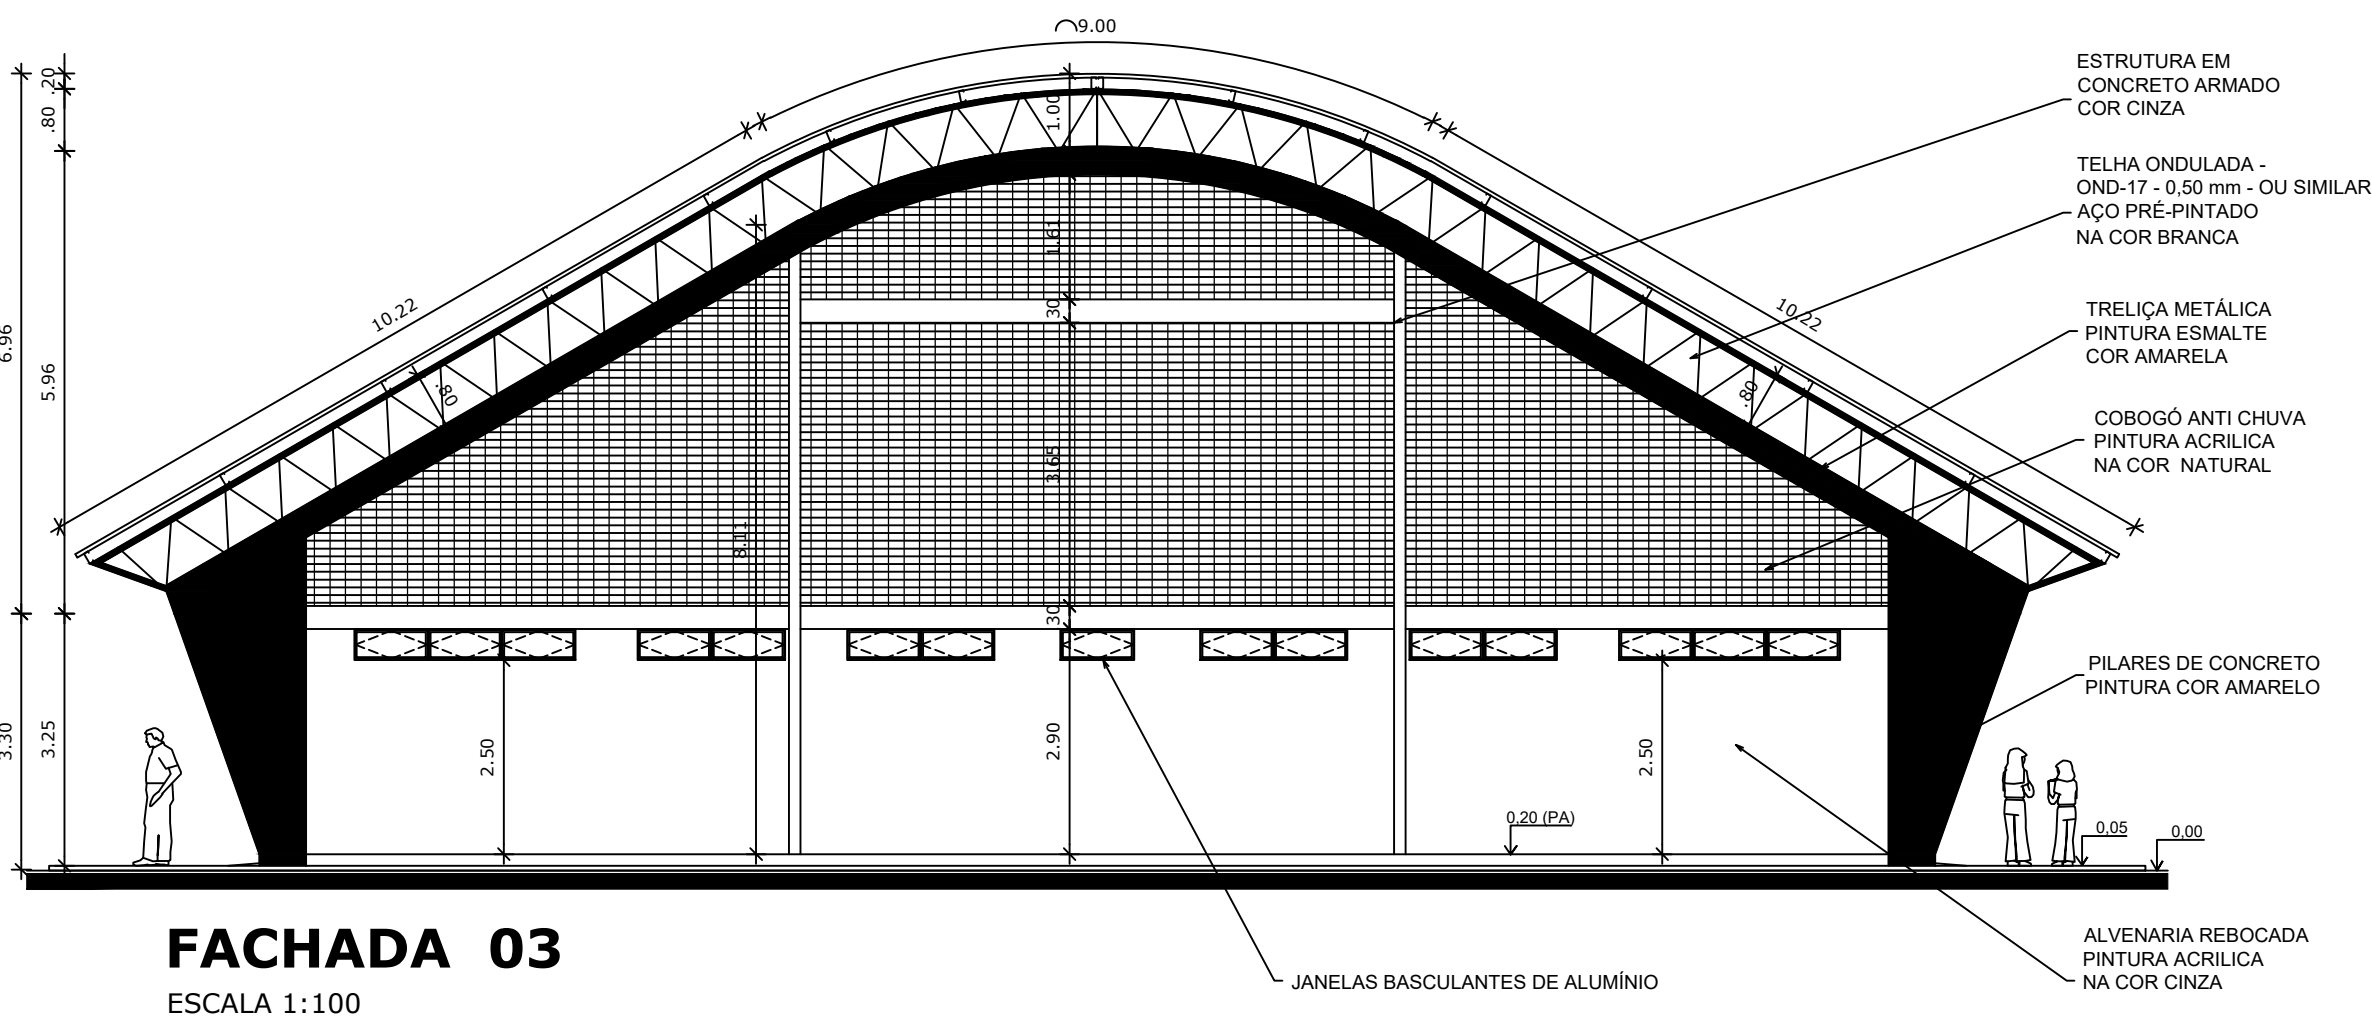 9.00
.20
.80
1.00
6.96
5.96
10.22
10.22
.80
.80
1.61
30
3.65
8.11
30
3.30
3.25
2.50
2.90
2.50
0,20 (PA)
0,05
0,00
ESTRUTURA EM
CONCRETO ARMADO
COR CINZA
TELHA ONDULADA -
OND-17 - 0,50 mm - OU SIMILAR
AÇO PRÉ-PINTADO
NA COR BRANCA
TRELIÇA METÁLICA
PINTURA ESMALTE
COR AMARELA
COBOGÓ ANTI CHUVA
PINTURA ACRILICA
NA COR NATURAL
PILARES DE CONCRETO
PINTURA COR AMARELO
ALVENARIA REBOCADA
PINTURA ACRILICA
NA COR CINZA
JANELAS BASCULANTES DE ALUMÍNIO
FACHADA 03
ESCALA 1:100